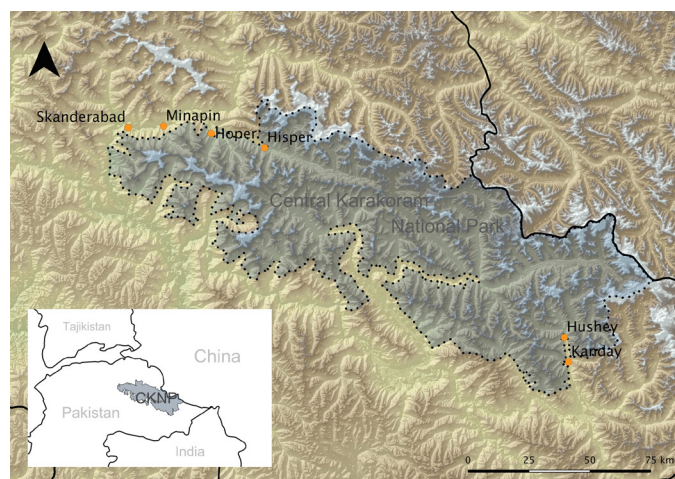 Skanderabad
Minapin
Hoper
Hisper
Central Karakoram
National Park
Hushey
Kanday
Tajikistan
China
CKNP
Pakistan
India
0 25 50 75 km